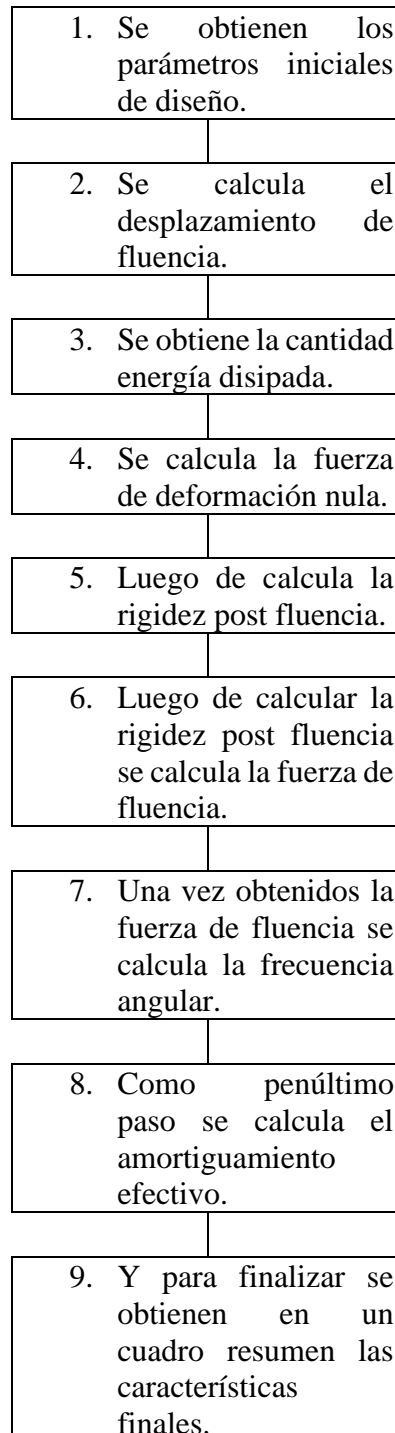 1. Se obtienen los
parámetros iniciales
de diseño.
2. Se calcula el
desplazamiento de
fluencia.
3. Se obtiene la cantidad
energía disipada.
4. Se calcula la fuerza
de deformación nula.
5. Luego de calcula la
rigidez post fluencia.
6. Luego de calcular la
rigidez post fluencia
se calcula la fuerza de
fluencia.
7. Una vez obtenidos la
fuerza de fluencia se
calcula la frecuencia
angular.
8. Como penúltimo
paso se calcula el
amortiguamiento
efectivo.
9. Y para finalizar se
obtienen en un
cuadro resumen las
características
finales.